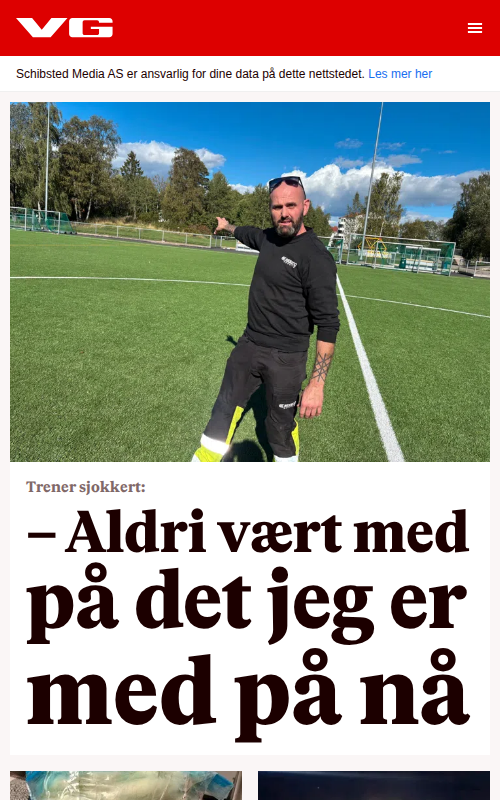 VG
Schibsted Media AS er ansvarlig for dine data på dette nettstedet. Les mer her
Trener sjokkert:
– Aldri vært med
på det jeg er
med på nå